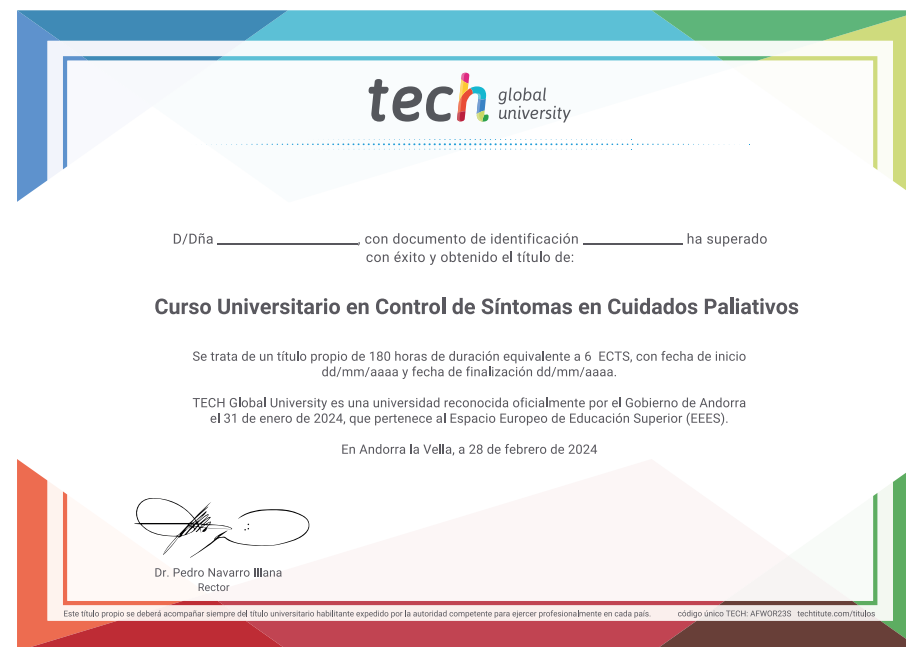 tech global
university
D/Dña , con documento de identificación ha superado
con éxito y obtenido el título de:
Curso Universitario en Control de Síntomas en Cuidados Paliativos
Se trata de un título propio de 180 horas de duración equivalente a 6 ECTS, con fecha de inicio
dd/mm/aaaa y fecha de finalización dd/mm/aaaa.
TECH Global University es una universidad reconocida oficialmente por el Gobierno de Andorra
el 31 de enero de 2024, que pertenece al Espacio Europeo de Educación Superior (EEES).
En Andorra la Vella, a 28 de febrero de 2024
Dr. Pedro Navarro Illana
Rector
Este título propio se deberá acompañar siempre del título universitario habilitante expedido por la autoridad competente para ejercer profesionalmente en cada país. código único TECH: AFWOR23S techtitute.com/titulos